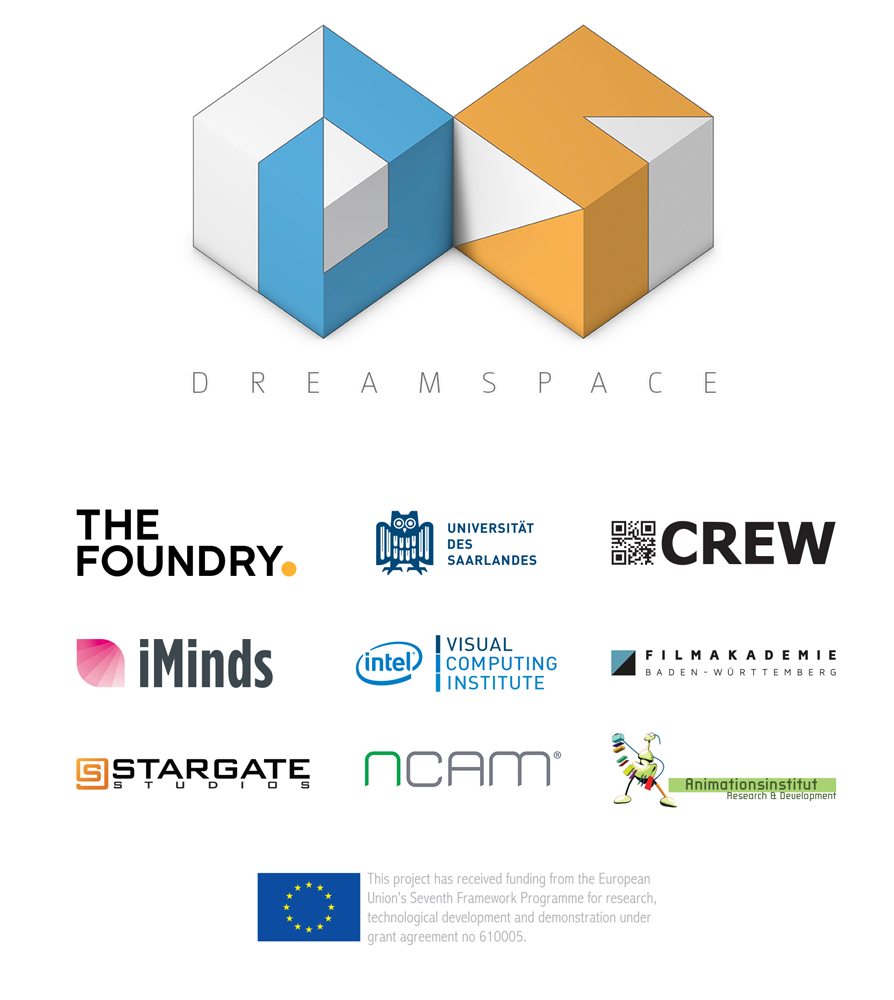 DREAMSPACE
THE
FOUNDRY.
UNIVERSITÄT
DES
SAARLANDES
CREW
iMinds
intel®
VISUAL
COMPUTING
INSTITUTE
FILMAKADEMIE
BADEN-WÜRTTEMBERG
STARGATE
STUDIOS
nCAM®
Animationsinstitut
Research & Development
This project has received funding from the European
Union's Seventh Framework Programme for research,
technological development and demonstration under
grant agreement no 610005.